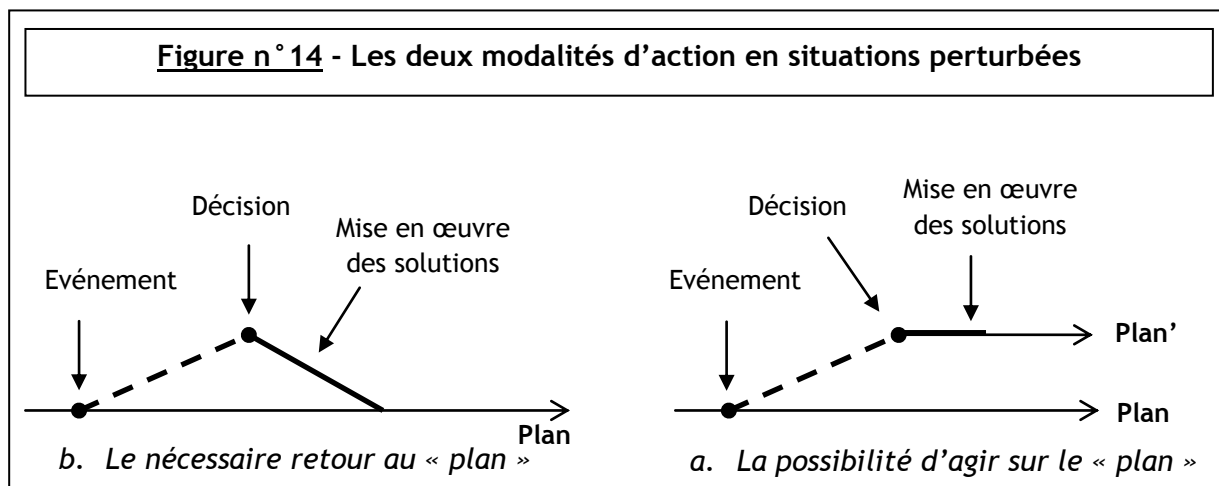 Figure n°14 - Les deux modalités d’action en situations perturbées
Décision
Mise en œuvre
des solutions
Evénement
Plan
b. Le nécessaire retour au « plan »
Mise en œuvre
des solutions
Décision
Evénement
Plan’
Plan
a. La possibilité d’agir sur le « plan »